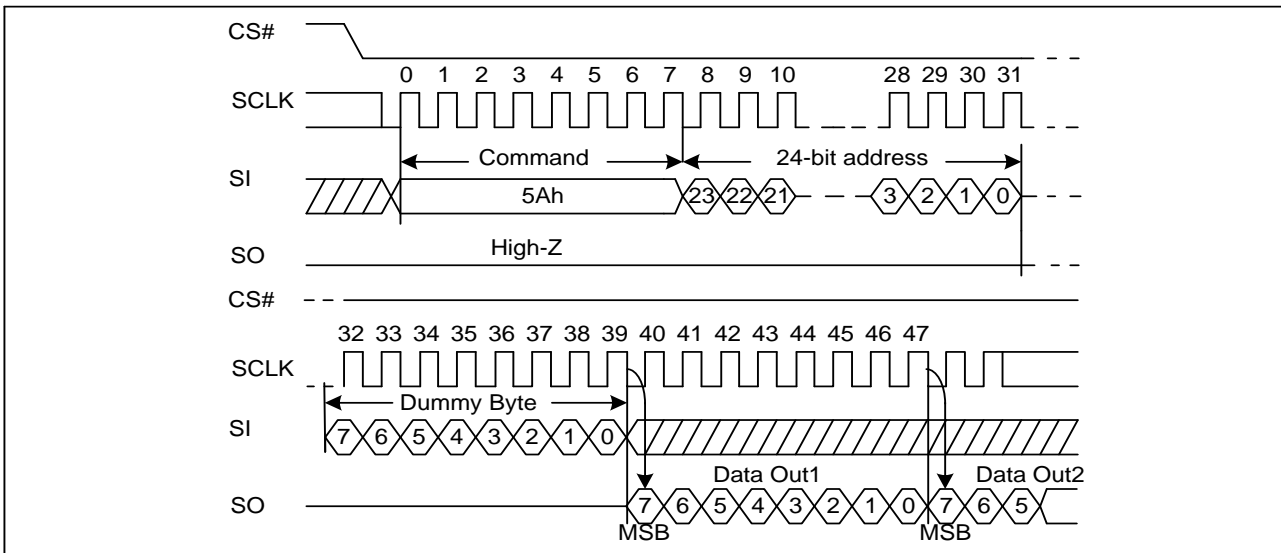 CS#
0 1 2 3 4 5 6 7 8 9 10 28 29 30 31
SCLK
Command 24-bit address
SI
5Ah 23 22 21 3 2 1 0
High-Z
SO
CS#
32 33 34 35 36 37 38 39 40 41 42 43 44 45 46 47
SCLK
Dummy Byte
SI
7 6 5 4 3 2 1 0
Data Out1 Data Out2
SO
7 6 5 4 3 2 1 0 7 6 5
MSB MSB